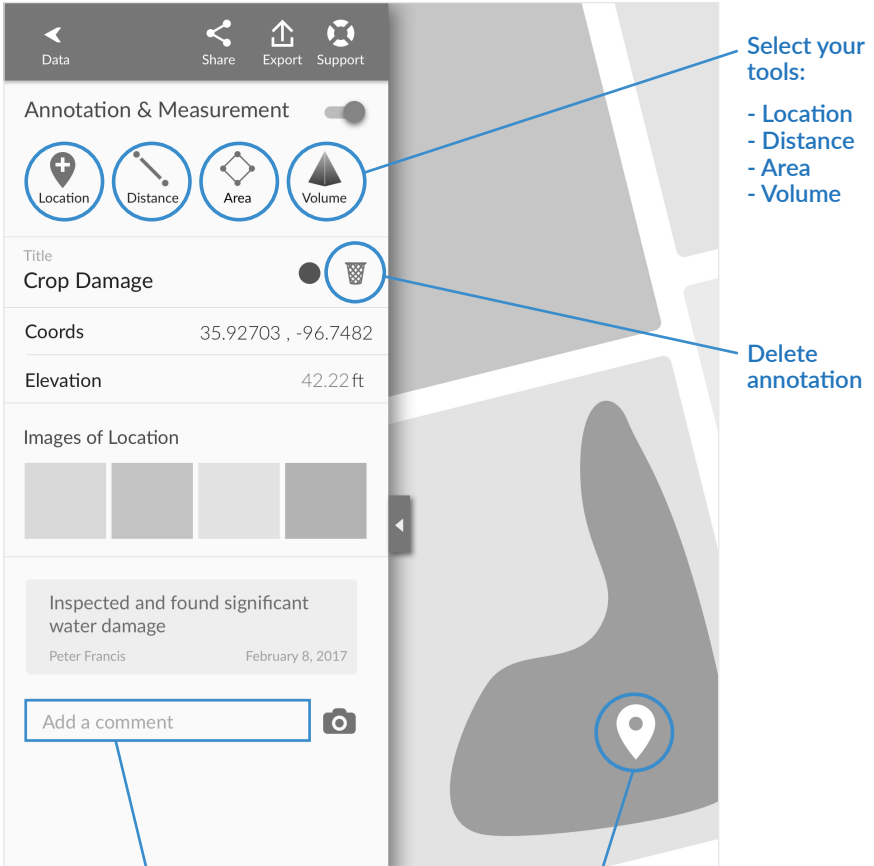 Data
Share
Export
Support
Annotation & Measurement
Location
Distance
Area
Volume
Title
Crop Damage
Coords
35.92703 , -96.7482
Elevation
42.22 ft
Images of Location
Inspected and found significant
water damage
Peter Francis
February 8, 2017
Add a comment
Select your
tools:
- Location
- Distance
- Area
- Volume
Delete
annotation